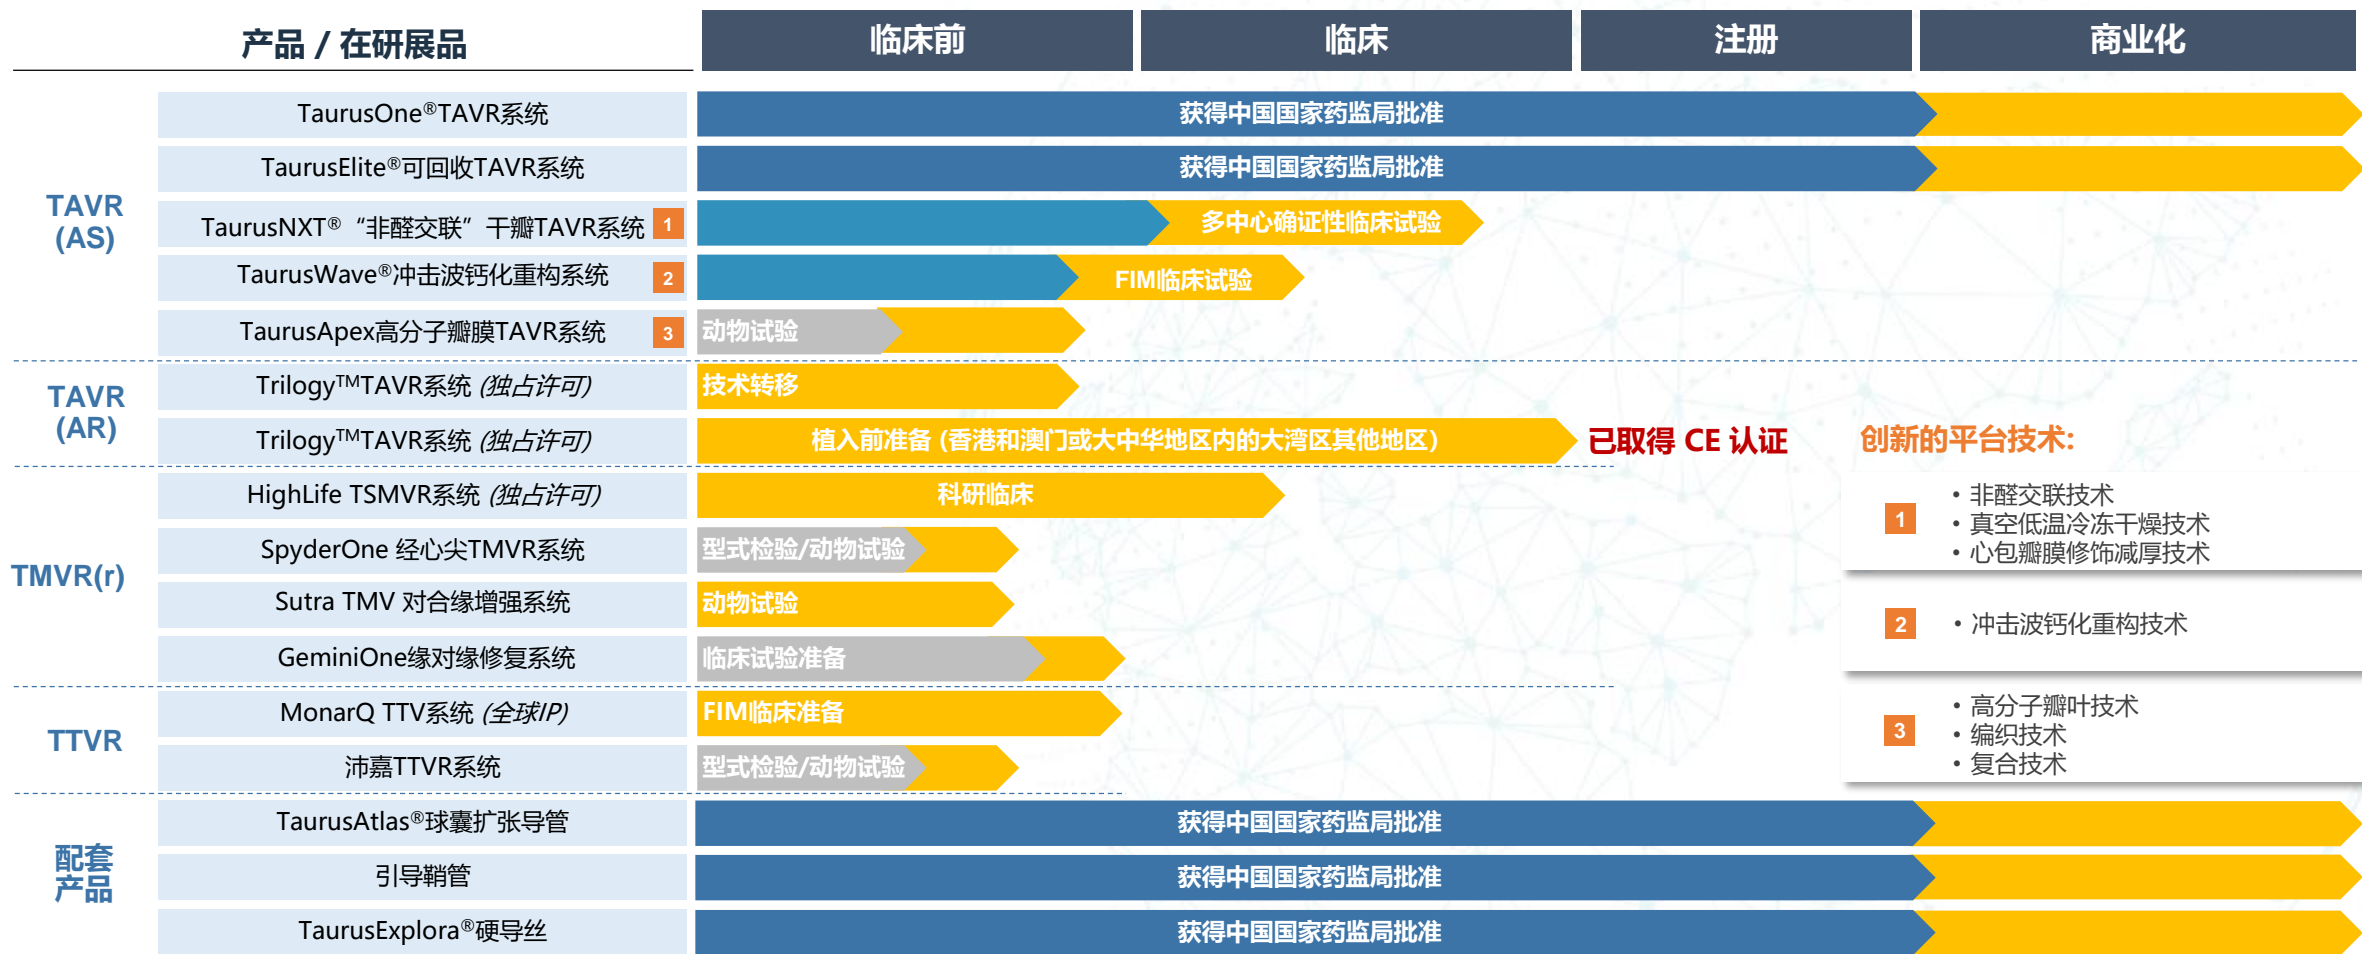 产品 / 在研展品
临床前
临床
注册
商业化
TAVR
(AS)
TaurusOne®TAVR系统
获得中国国家药监局批准
TaurusElite®可回收TAVR系统
获得中国国家药监局批准
TaurusNXT®“非醛交联”干瓣TAVR系统
1
多中心确证性临床试验
TaurusWave®冲击波钙化重构系统
2
FIM临床试验
TaurusApex高分子瓣膜TAVR系统
3
动物试验
TAVR
(AR)
Trilogy™TAVR系统 (独占许可)
技术转移
Trilogy™TAVR系统 (独占许可)
植入前准备 (香港和澳门或大中华地区内的大湾区其他地区)
已取得 CE 认证
TMVR(r)
HighLife TSMVR系统 (独占许可)
科研临床
SpyderOne 经心尖TMVR系统
型式检验/动物试验
Sutra TMV 对合缘增强系统
动物试验
GeminiOne缘对缘修复系统
临床试验准备
TTVR
MonarQ TTV系统 (全球IP)
FIM临床准备
沛嘉TTVR系统
型式检验/动物试验
配套
产品
TaurusAtlas®球囊扩张导管
获得中国国家药监局批准
引导鞘管
获得中国国家药监局批准
TaurusExplora®硬导丝
获得中国国家药监局批准
创新的平台技术:
1
• 非醛交联技术
• 真空低温冷冻干燥技术
• 心包瓣膜修饰减厚技术
2
• 冲击波钙化重构技术
3
• 高分子瓣叶技术
• 编织技术
• 复合技术